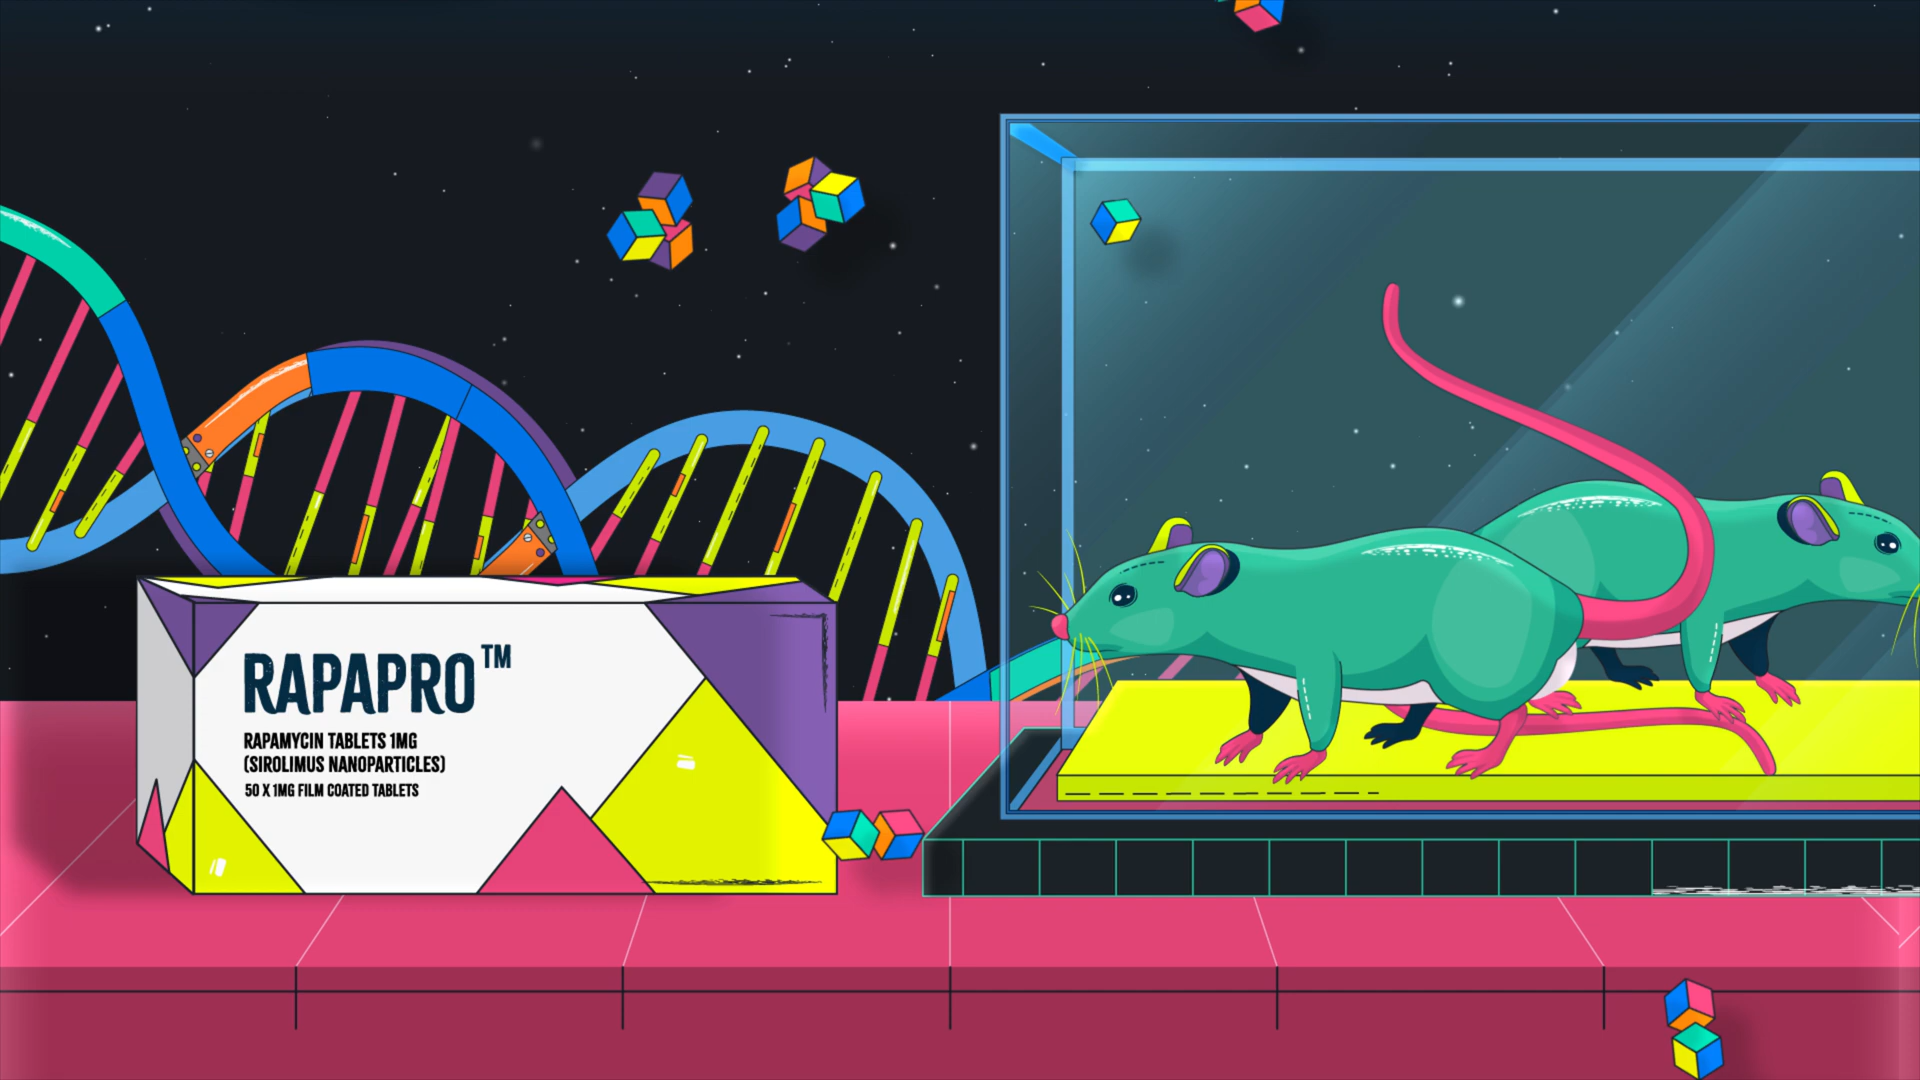 RAPAPRO™
RAPAMYCIN TABLETS 1MG
(SIROLIMUS NANOPARTICLES)
50 X 1MG FILM COATED TABLETS